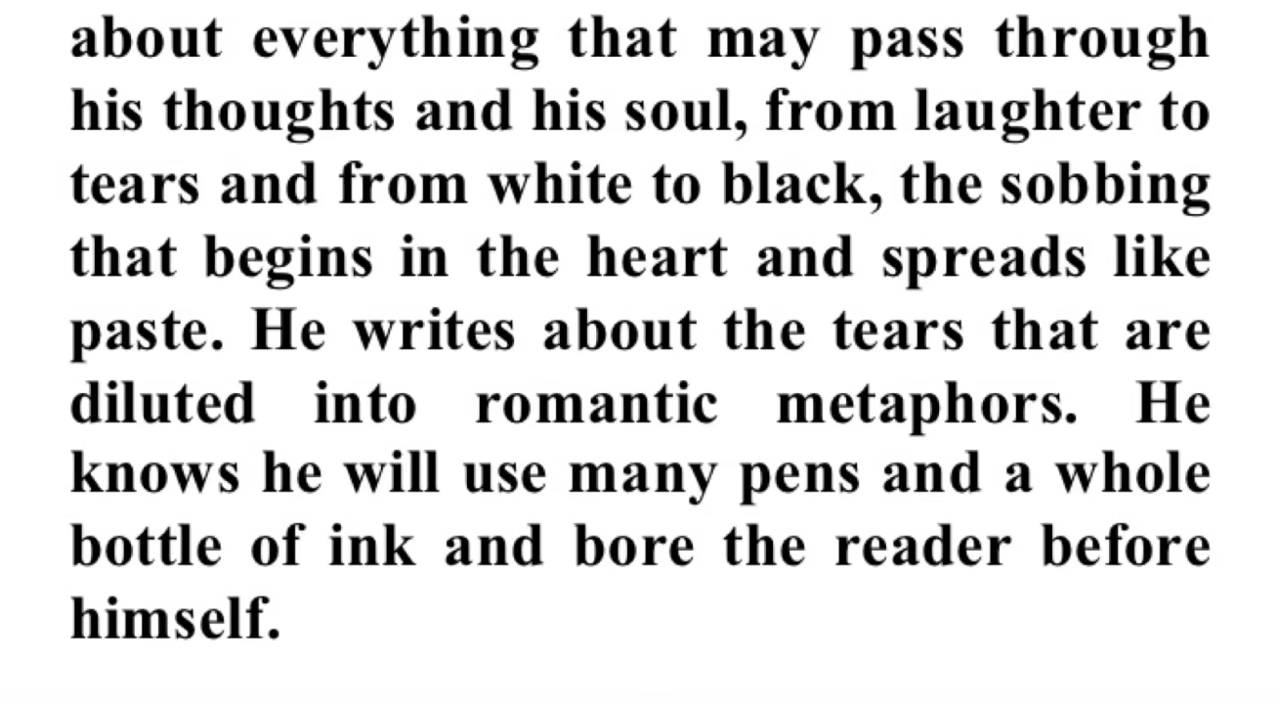 about everything that may pass through
his thoughts and his soul, from laughter to
tears and from white to black, the sobbing
that begins in the heart and spreads like
paste. He writes about the tears that are
diluted into romantic metaphors. He
knows he will use many pens and a whole
bottle of ink and bore the reader before
himself.